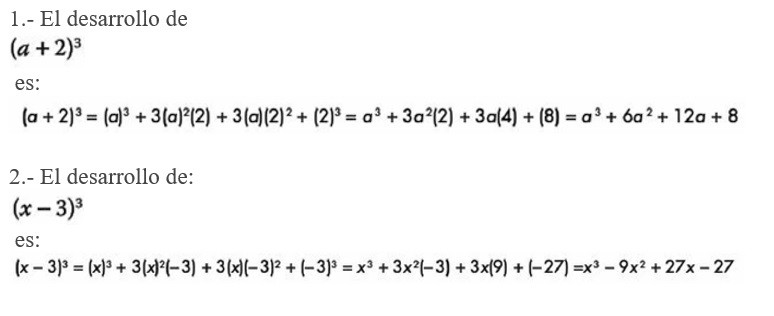 1.- El desarrollo de
(a + 2)³
es:
(a + 2)³ = (a)³ + 3(a)²(2) + 3(a)(2)² + (2)³ = a³ + 3a²(2) + 3a(4) + (8) = a³ + 6a² + 12a + 8
2.- El desarrollo de:
(x – 3)³
es:
(x – 3)³ = (x)³ + 3(x)²(–3) + 3(x)(–3)² + (–3)³ = x³ + 3x²(–3) + 3x(9) + (–27) =x³ – 9x² + 27x – 27